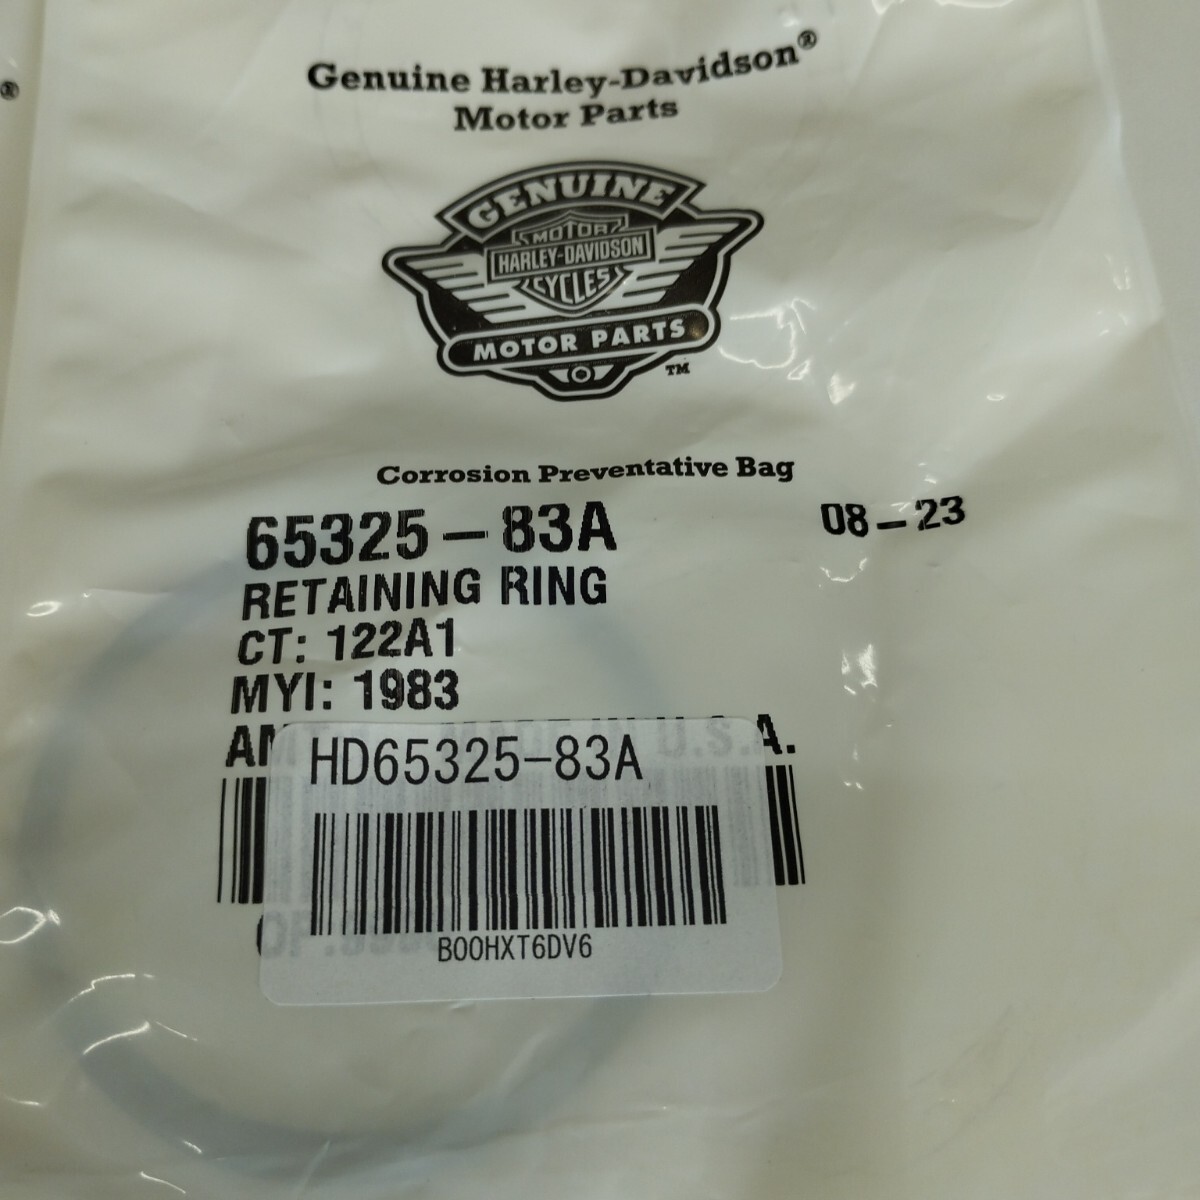 ®
Genuine Harley-Davidson®
Motor Parts
GENUINE
MOTOR
HARLEY-DAVIDSON
CYCLES
MOTOR PARTS
TM
Corrosion Preventative Bag
65325-83A 08-23
RETAINING RING
CT: 122A1
MYI: 1983
IN U.S.A.
HD65325-83A
B00HXT6DV6